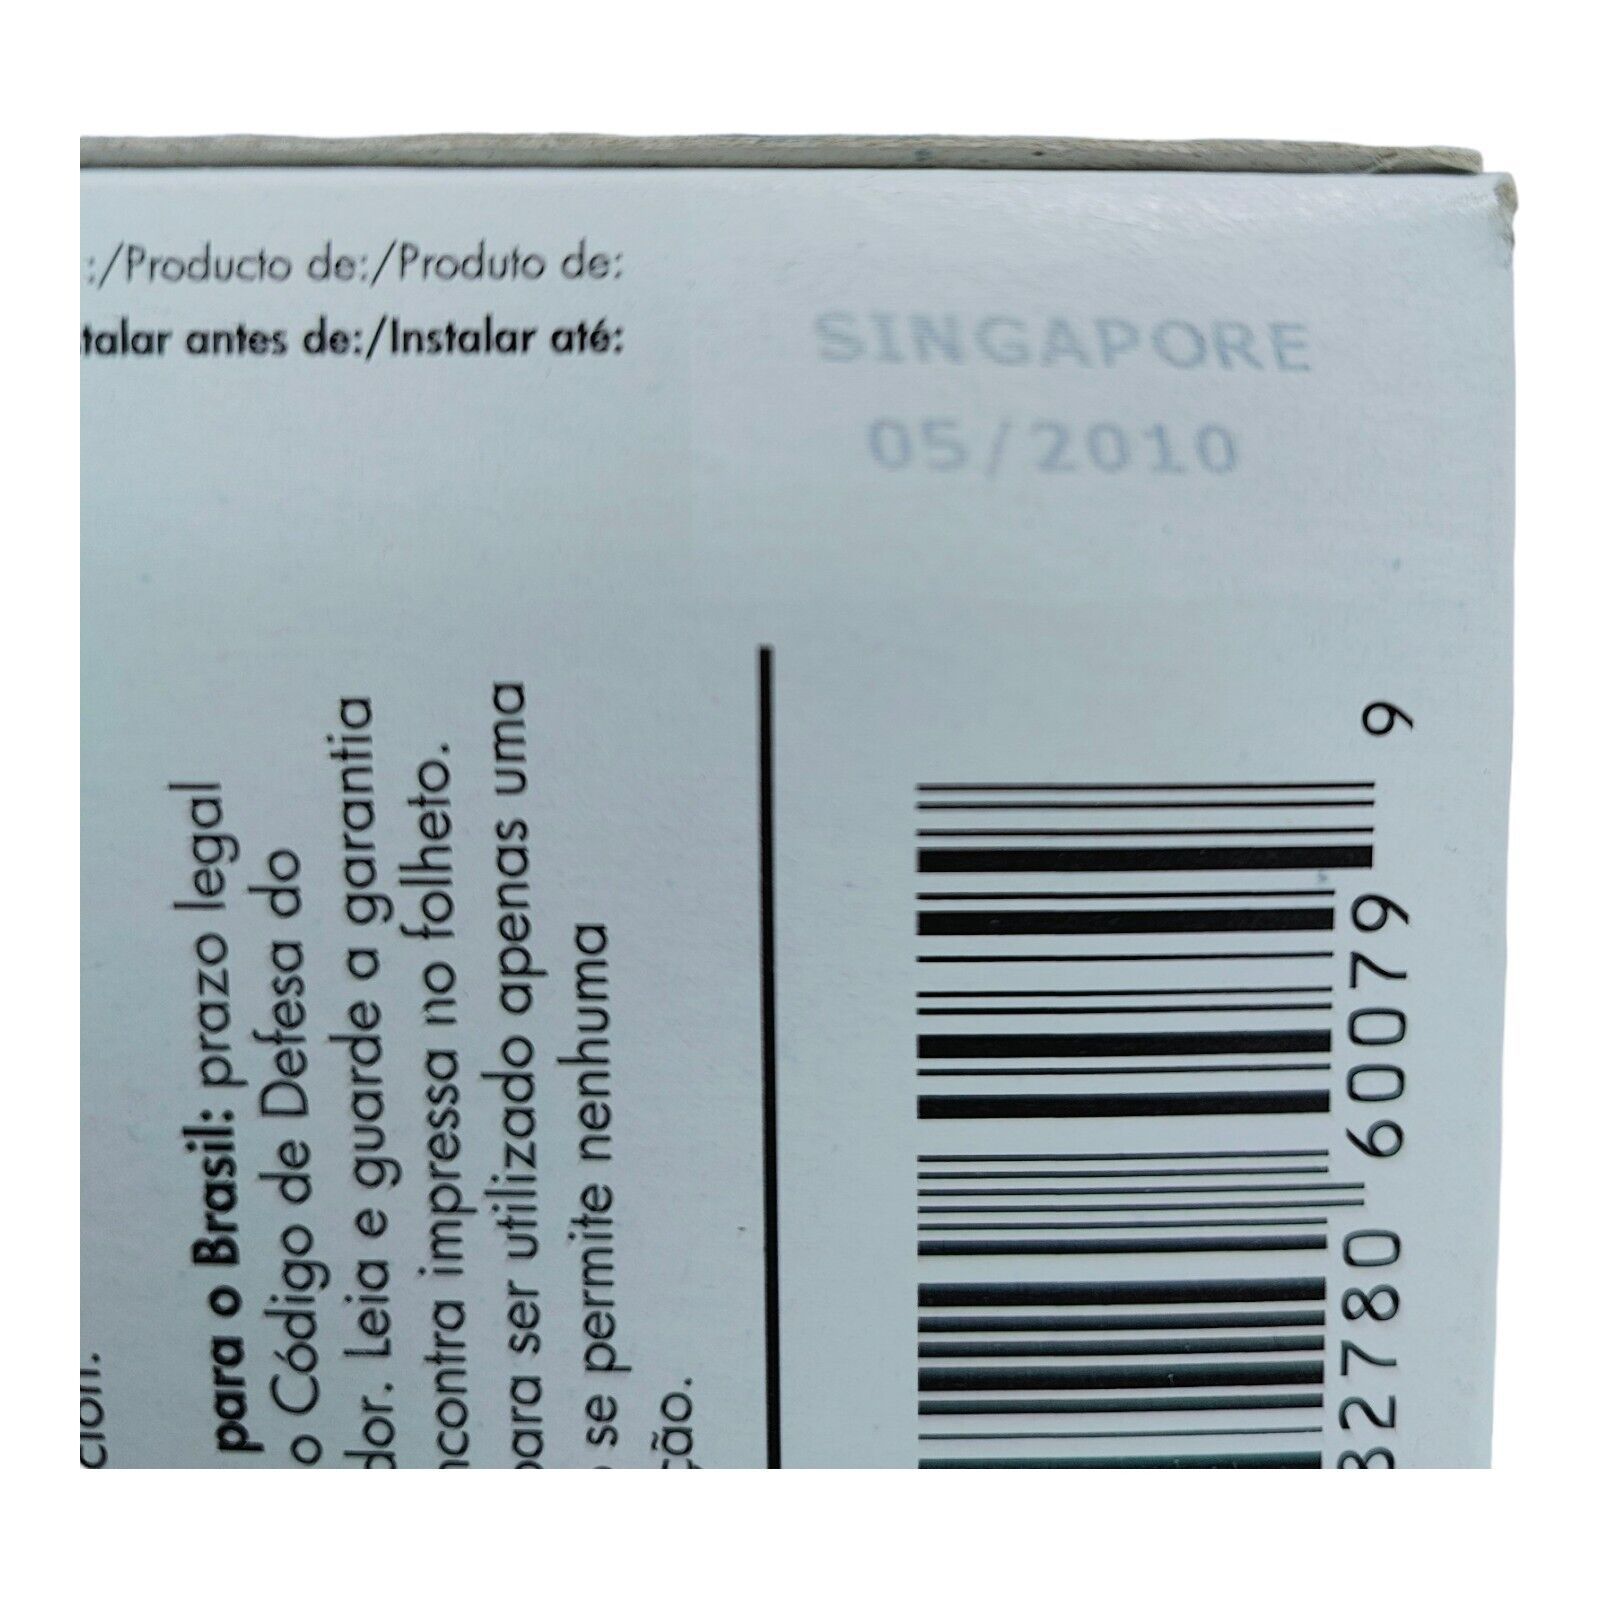 :/Producto de:/Produto de:
talar antes de:/Instalar até:
SINGAPORE
05/2010
ción.
para o Brasil: prazo legal
o Código de Defesa do
dor. Leia e guarde a garantia
ncontra impressa no folheto.
para ser utilizado apenas uma
se permite nenhuma
ção.
82780 60079 9